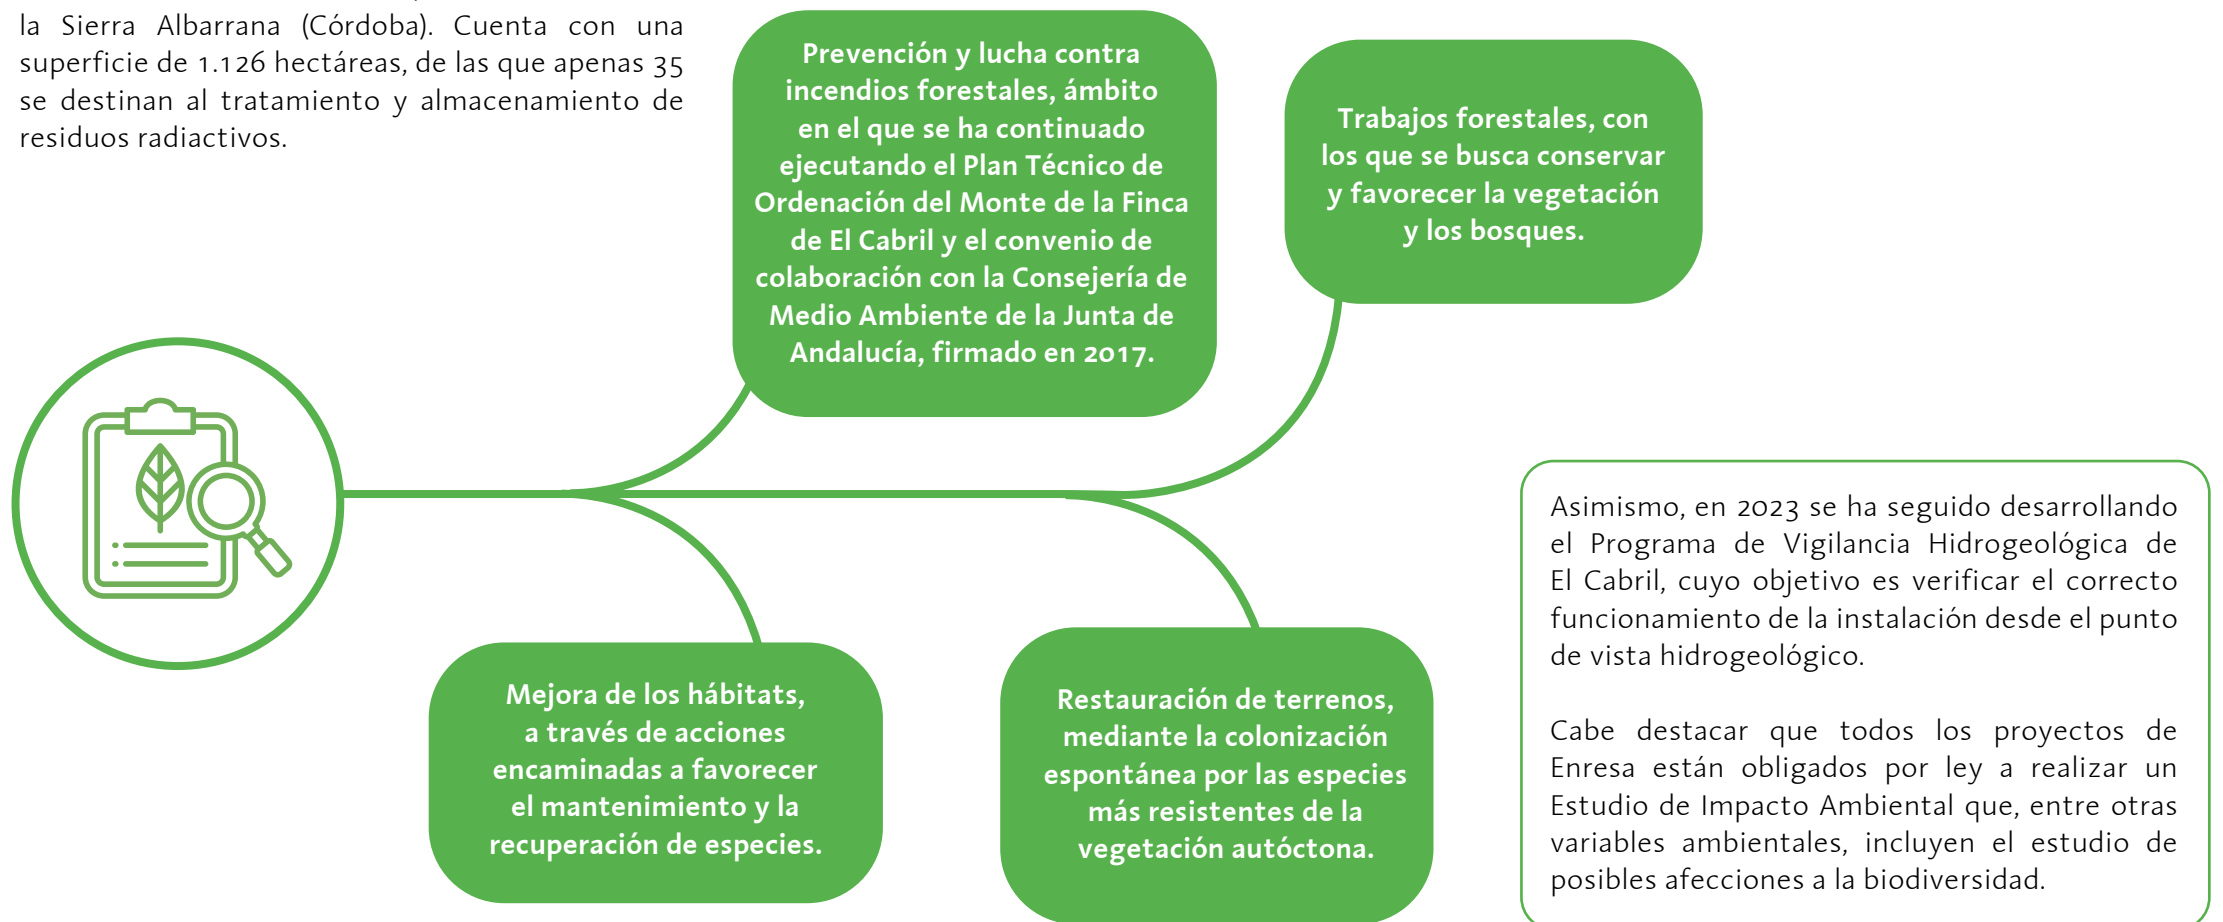 la Sierra Albarrana (Córdoba). Cuenta con una
superficie de 1.126 hectáreas, de las que apenas 35
se destinan al tratamiento y almacenamiento de
residuos radiactivos.
Prevención y lucha contra
incendios forestales, ámbito
en el que se ha continuado
ejecutando el Plan Técnico de
Ordenación del Monte de la Finca
de El Cabril y el convenio de
colaboración con la Consejería de
Medio Ambiente de la Junta de
Andalucía, firmado en 2017.
Trabajos forestales, con
los que se busca conservar
y favorecer la vegetación
y los bosques.
Mejora de los hábitats,
a través de acciones
encaminadas a favorecer
el mantenimiento y la
recuperación de especies.
Restauración de terrenos,
mediante la colonización
espontánea por las especies
más resistentes de la
vegetación autóctona.
Asimismo, en 2023 se ha seguido desarrollando
el Programa de Vigilancia Hidrogeológica de
El Cabril, cuyo objetivo es verificar el correcto
funcionamiento de la instalación desde el punto
de vista hidrogeológico.
Cabe destacar que todos los proyectos de
Enresa están obligados por ley a realizar un
Estudio de Impacto Ambiental que, entre otras
variables ambientales, incluyen el estudio de
posibles afecciones a la biodiversidad.